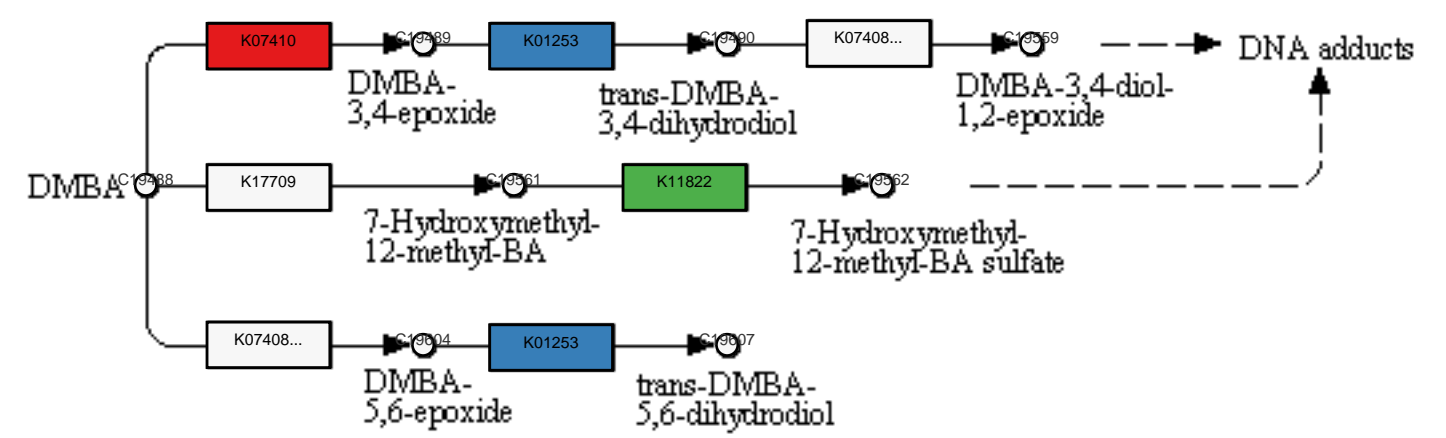 K07410
C19489
K01253
C19490
K07408...
C19559
DNA adducts
DMBA-
3,4-epoxide
trans-DMBA-
3,4-dihydrodiol
DMBA-3,4-diol-
1,2-epoxide
DMBA
C19488
K17709
C19561
K11822
C19562
7-Hydroxymethyl-
12-methyl-BA
7-Hydroxymethyl-
12-methyl-BA sulfate
K07408...
C19604
K01253
C19607
DMBA-
5,6-epoxide
trans-DMBA-
5,6-dihydrodiol